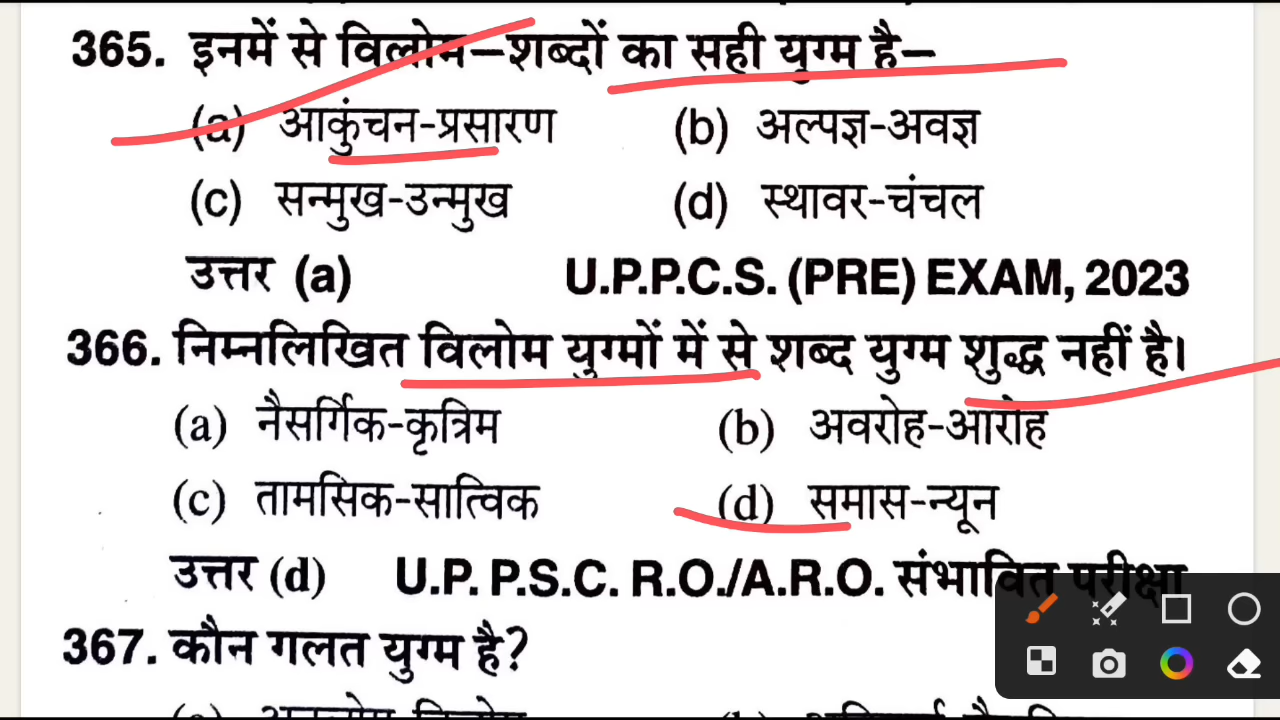 365. इनमें से विलोम–शब्दों का सही युग्म है–
(a) आकुंचन-प्रसारण (b) अल्पज्ञ-अवज्ञ
(c) सन्मुख-उन्मुख (d) स्थावर-चंचल
उत्तर (a) U.P.P.C.S. (PRE) EXAM, 2023
366. निम्नलिखित विलोम युग्मों में से शब्द युग्म शुद्ध नहीं है।
(a) नैसर्गिक-कृत्रिम (b) अवरोह-आरोह
(c) तामसिक-सात्विक (d) समास-न्यून
उत्तर (d) U.P. P.S.C. R.O./A.R.O. संभावित परीक्षा
367. कौन गलत युग्म है?